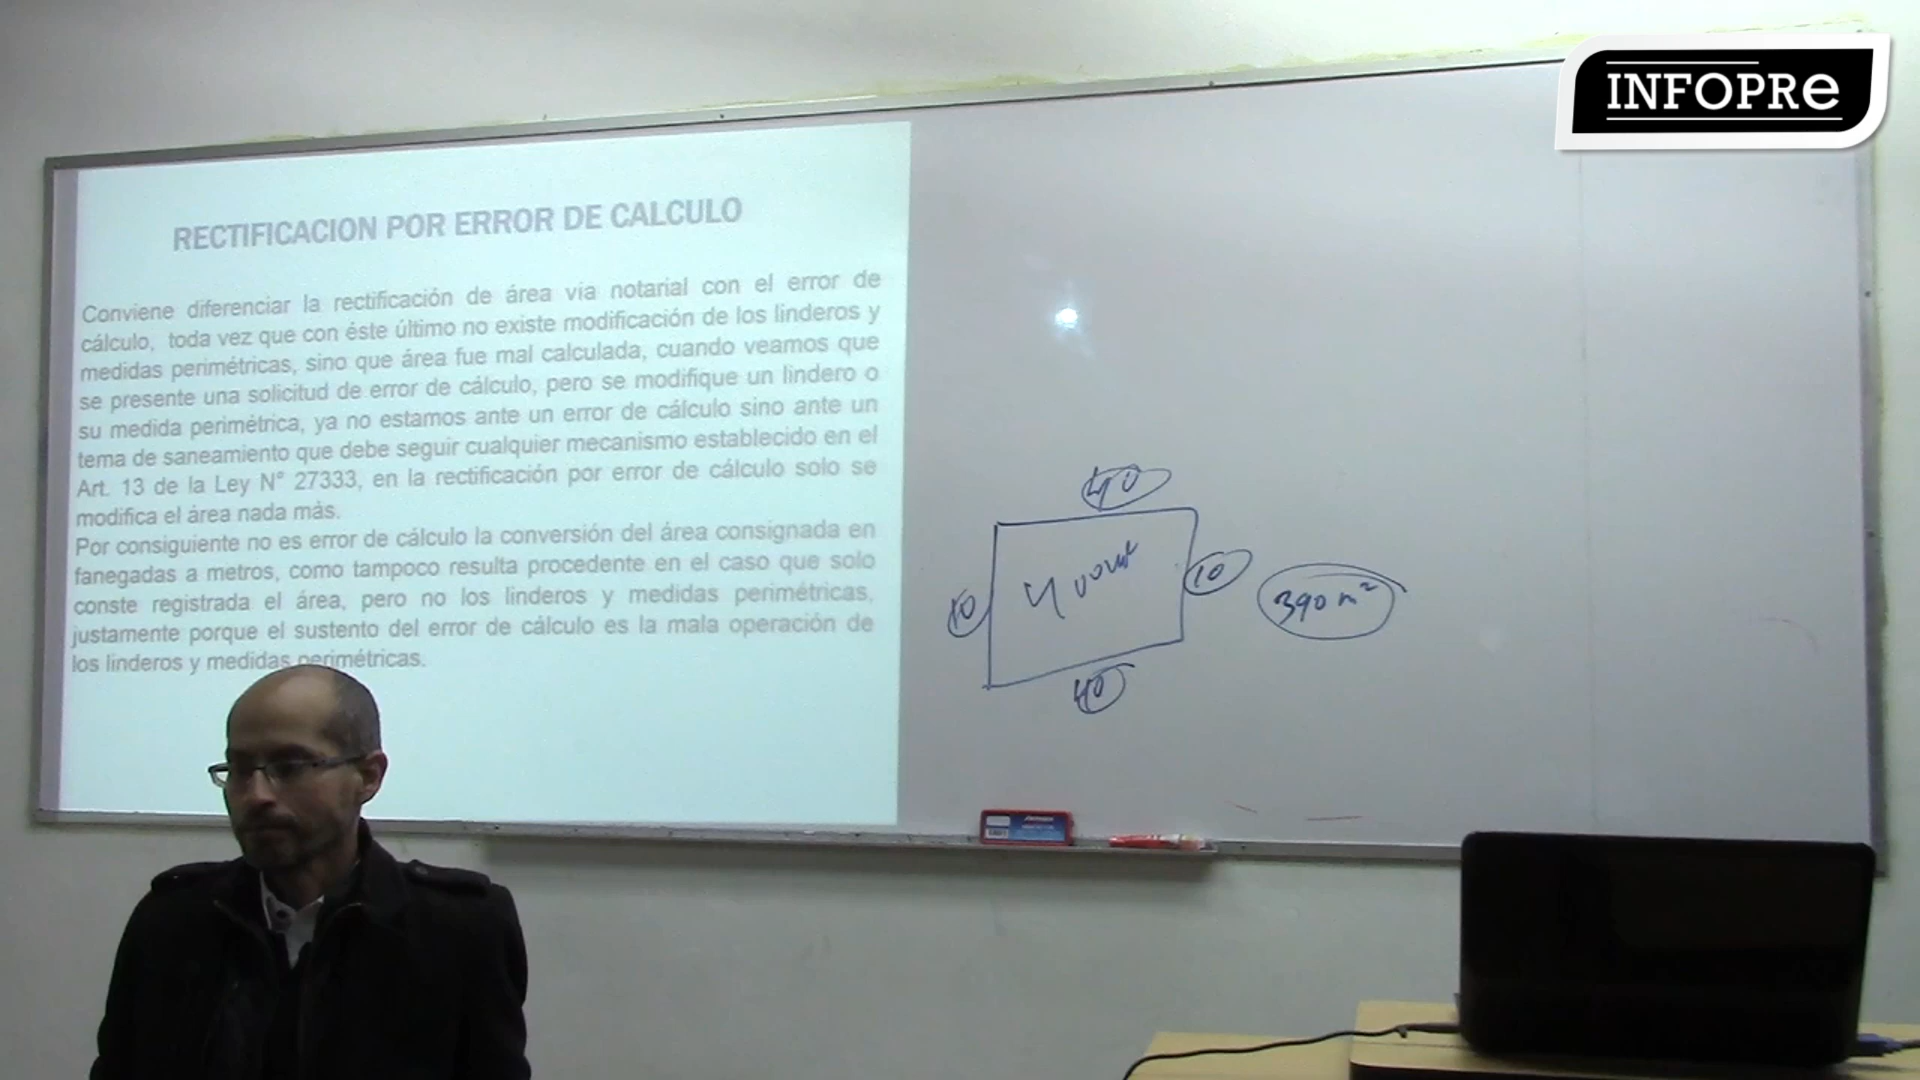 INFOPRe
RECTIFICACION POR ERROR DE CALCULO
Conviene diferenciar la rectificación de área via notarial con el error de
cálculo, toda vez que con éste último no existe modificación de los linderos y
medidas perimétricas, sino que área fue mal calculada, cuando veamos que
se presente una solicitud de error de cálculo, pero se modifique un lindero o
su medida perimétrica, ya no estamos ante un error de cálculo sino ante un
tema de saneamiento que debe seguir cualquier mecanismo establecido en el
Art. 13 de la Ley N° 27333, en la rectificación por error de cálculo solo se
modifica el área nada más.
Por consiguiente no es error de cálculo la conversión del área consignada en
fanegadas a metros, como tampoco resulta procedente en el caso que solo
conste registrada el área, pero no los linderos y medidas perimétricas,
justamente porque el sustento del error de cálculo es la mala operación de
los linderos y medidas perimétricas.
40
10
400m²
10
390 m²
40